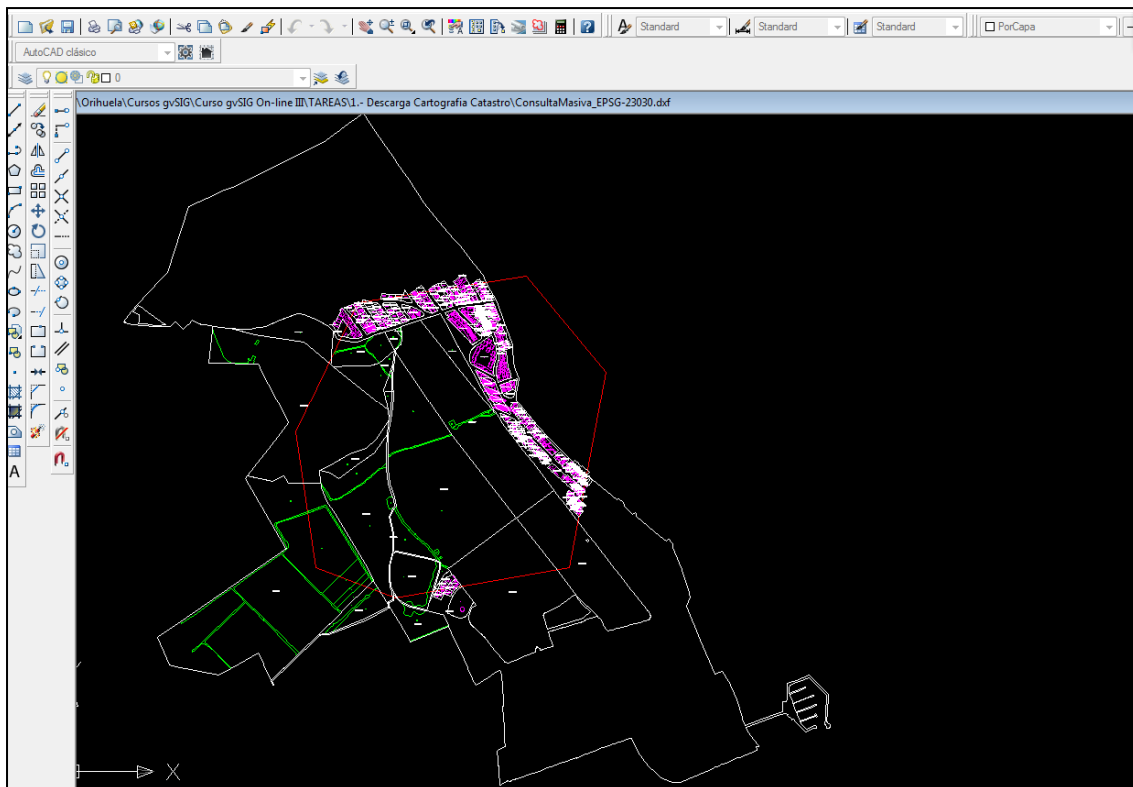 Standard
Standard
Standard
PorCapa
AutoCAD clásico
0
\Orihuela\Cursos gvSIG\Curso gvSIG On-line III\TAREAS\1.- Descarga Cartografia Catastro\ConsultaMasiva_EPSG-23030.dxf
A
X